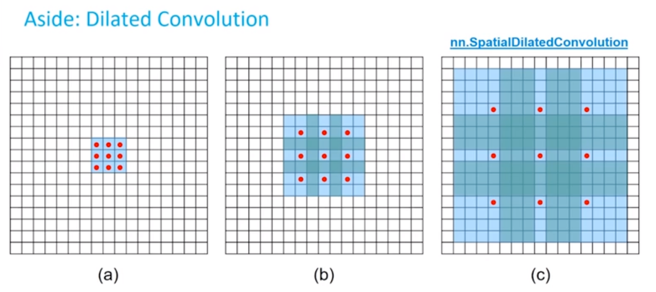 Aside: Dilated Convolution
nn.SpatialDilatedConvolution
(a)
(b)
(c)